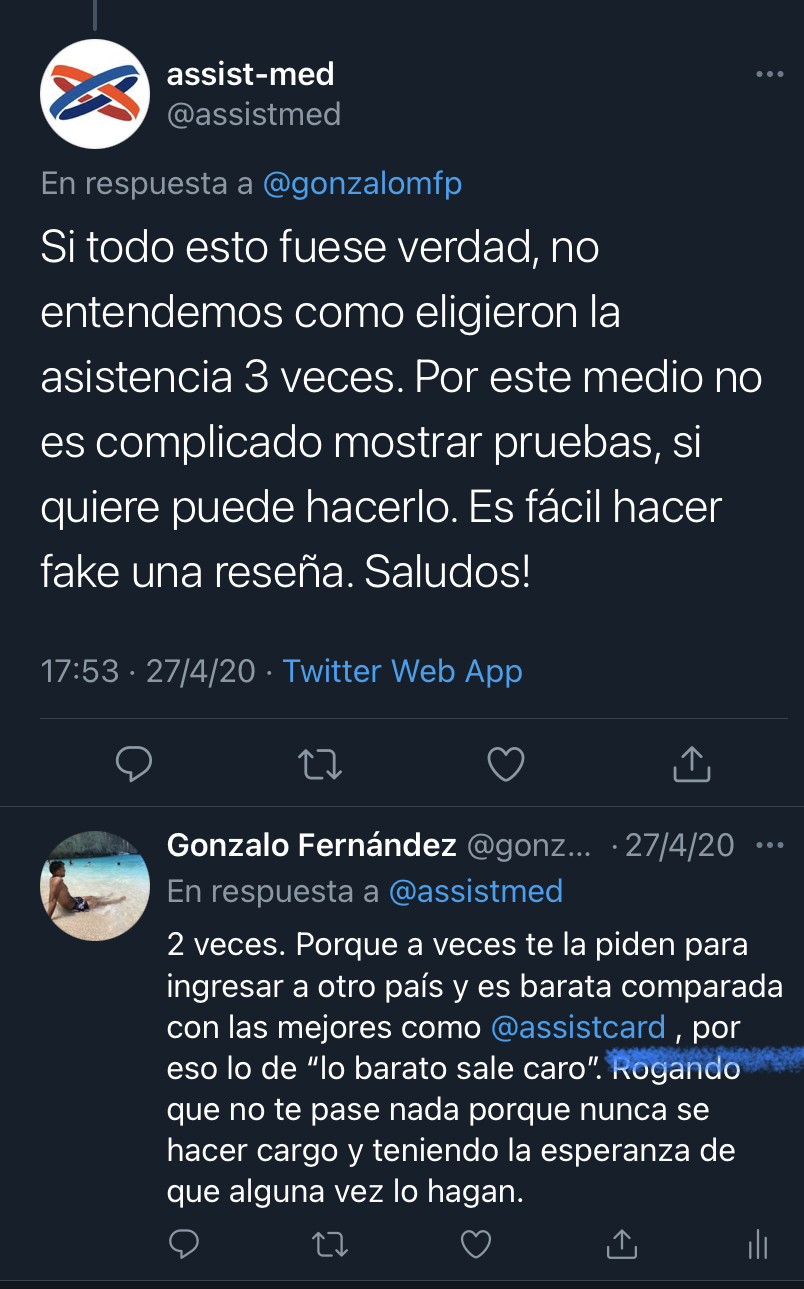 assist-med
@assistmed
En respuesta a @gonzalomfp
Si todo esto fuese verdad, no
entendemos como eligieron la
asistencia 3 veces. Por este medio no
es complicado mostrar pruebas, si
quiere puede hacerlo. Es fácil hacer
fake una reseña. Saludos!
17:53 · 27/4/20 · Twitter Web App
Gonzalo Fernández @gonz... · 27/4/20
En respuesta a @assistmed
2 veces. Porque a veces te la piden para
ingresar a otro país y es barata comparada
con las mejores como @assistcard , por
eso lo de “lo barato sale caro”. Rogando
que no te pase nada porque nunca se
hacer cargo y teniendo la esperanza de
que alguna vez lo hagan.